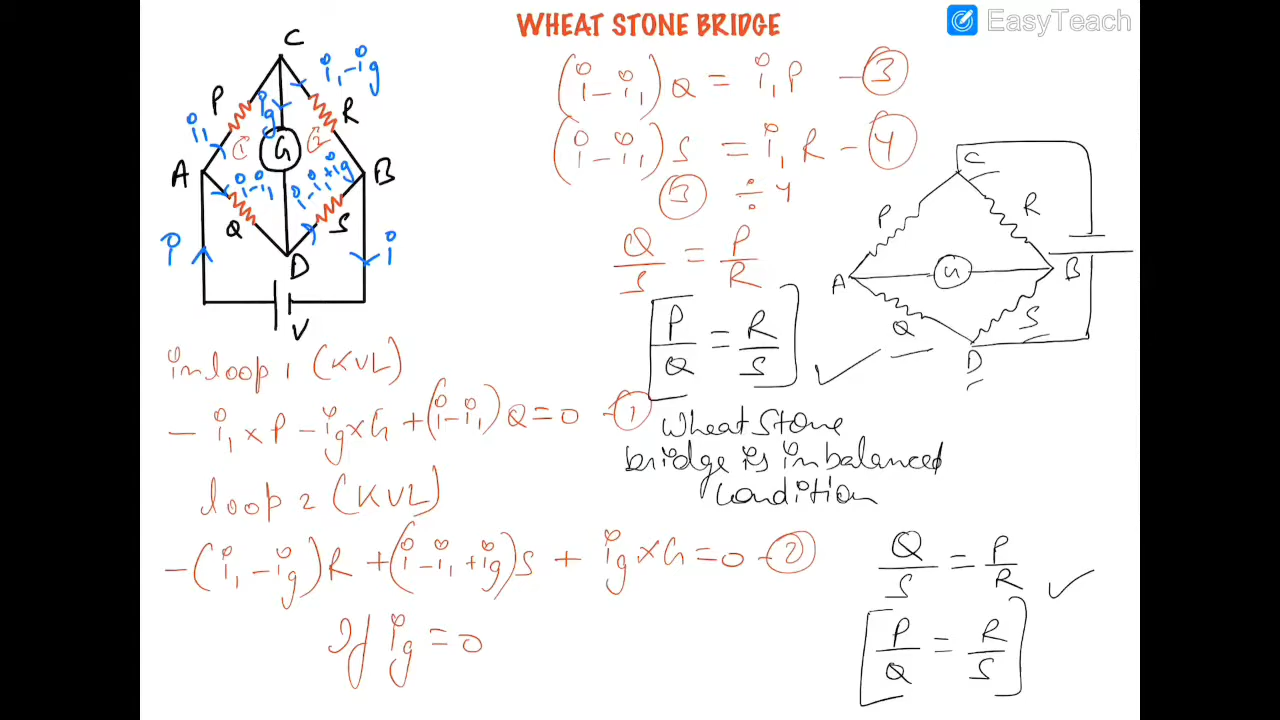 WHEAT STONE BRIDGE
EasyTeach
C
i₁-ig
P
ig
R
i₁
1
G
2
A
i-i₁
i-i₁+ig
B
Q
S
i
D
i
V
in loop 1 (KVL)
- i₁×P - ig×G + (i-i₁)Q = 0 - ①
loop 2 (KVL)
-(i₁-ig)R + (i-i₁+ig)S + ig×G = 0 - ②
If ig = 0
(i-i₁)Q = i₁P - ③
(i-i₁)S = i₁R - ④
③ ÷ 4
Q/S = P/R
[P/Q = R/S]
Wheat Stone
bridge is in balanced
condition
C
P
R
A
G
B
Q
S
D
Q/S = P/R ✓
[P/Q = R/S]